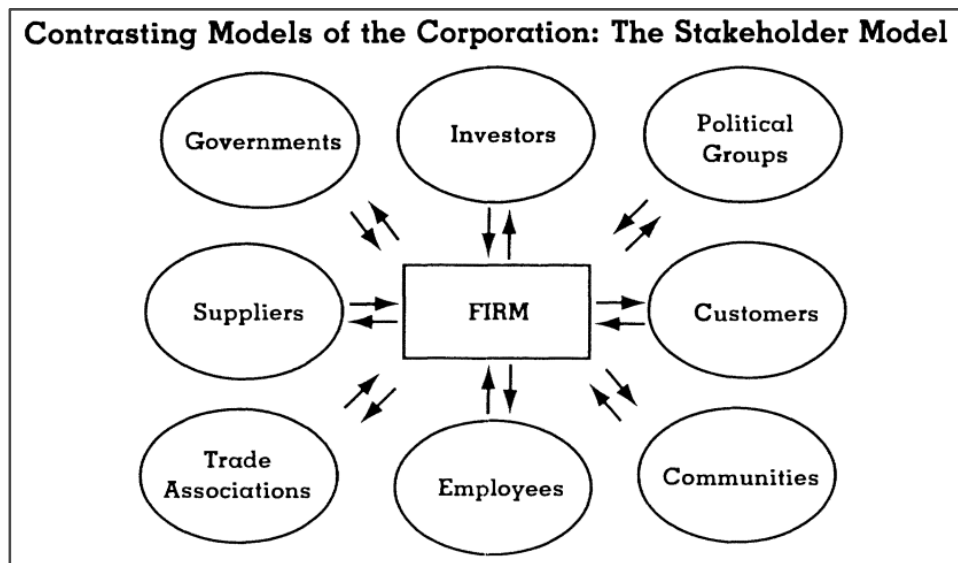 Contrasting Models of the Corporation: The Stakeholder Model
Governments
Investors
Political
Groups
Suppliers
FIRM
Customers
Trade
Associations
Employees
Communities